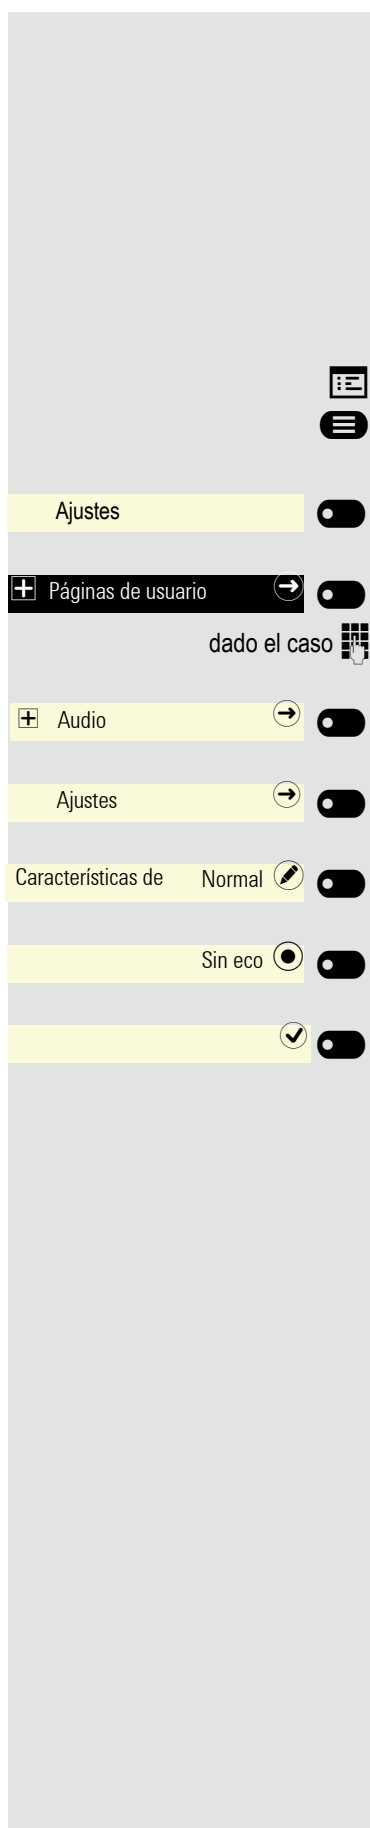 Ajustes
Páginas de usuario
dado el caso
Audio
Ajustes
Características de Normal
Sin eco